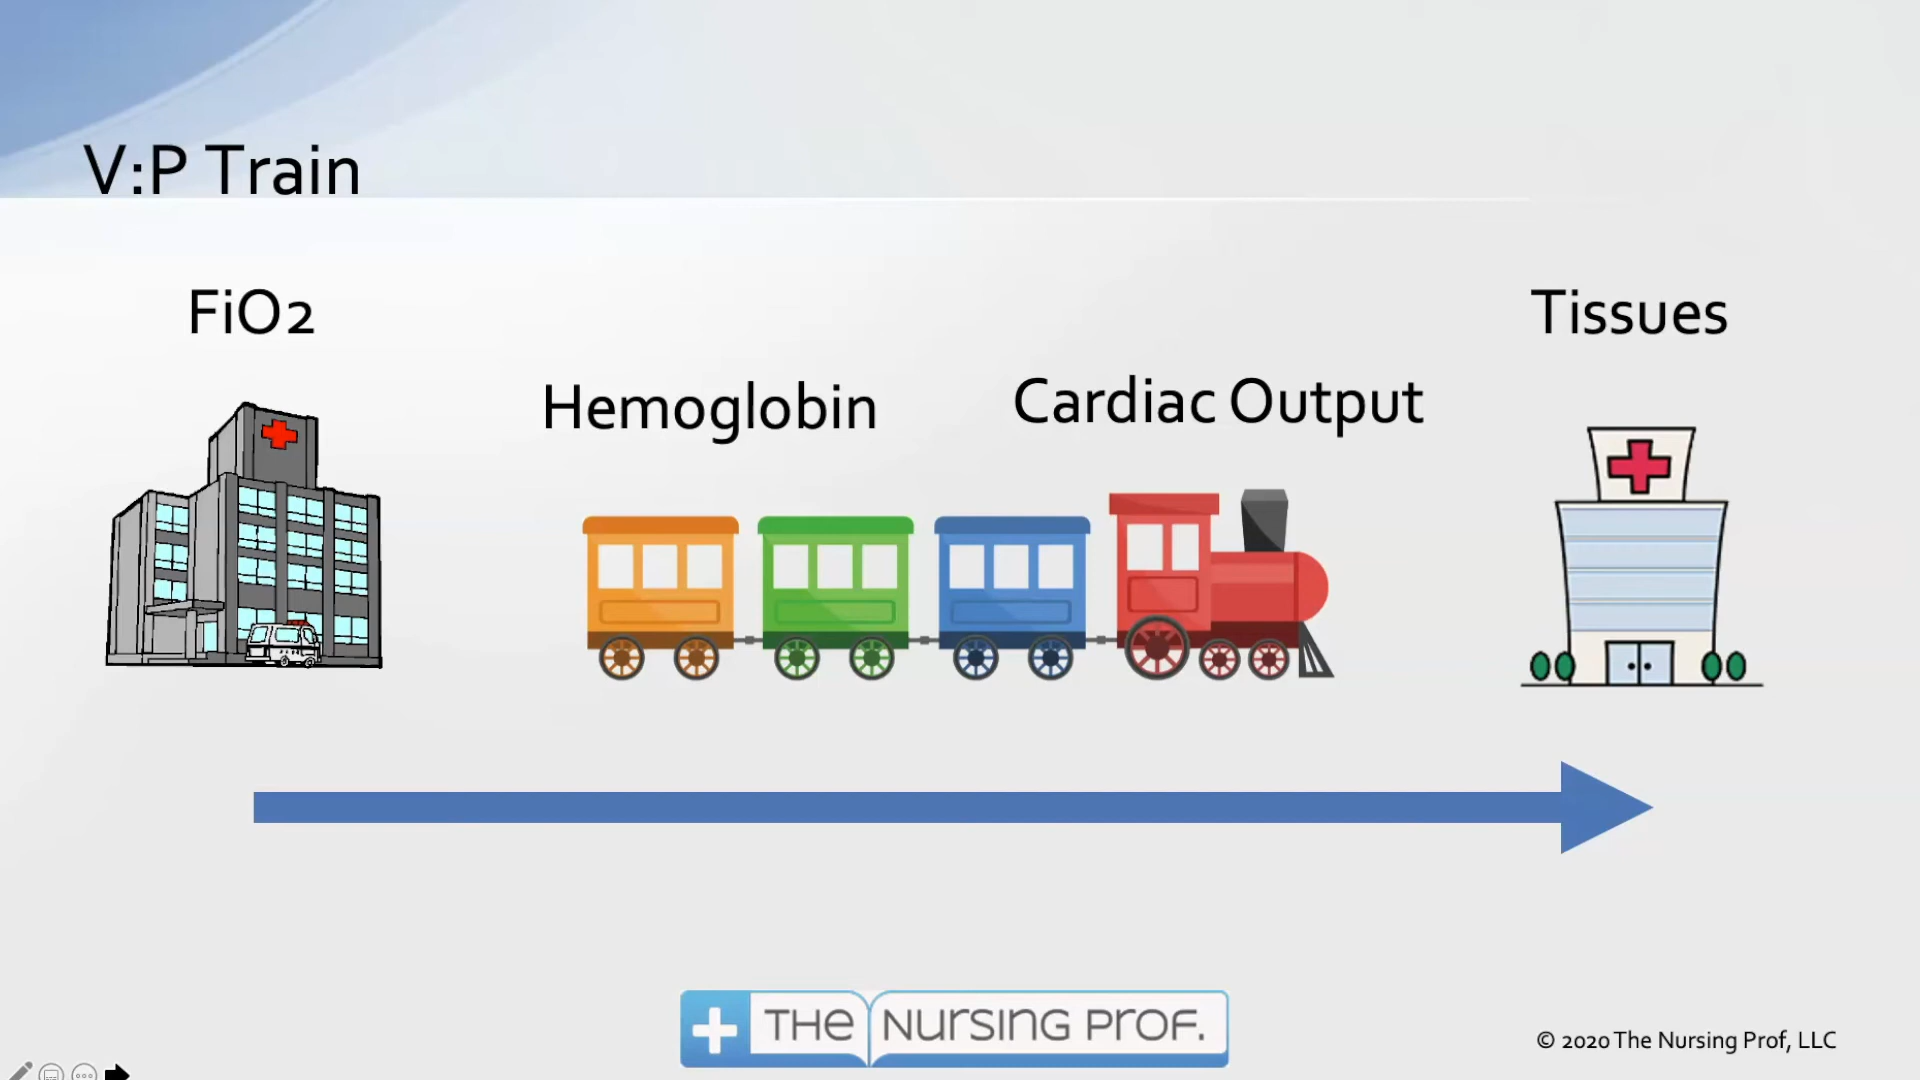 V:P Train
FiO2
Tissues
Hemoglobin
Cardiac Output
THE NURSING PROF.
© 2020 The Nursing Prof, LLC